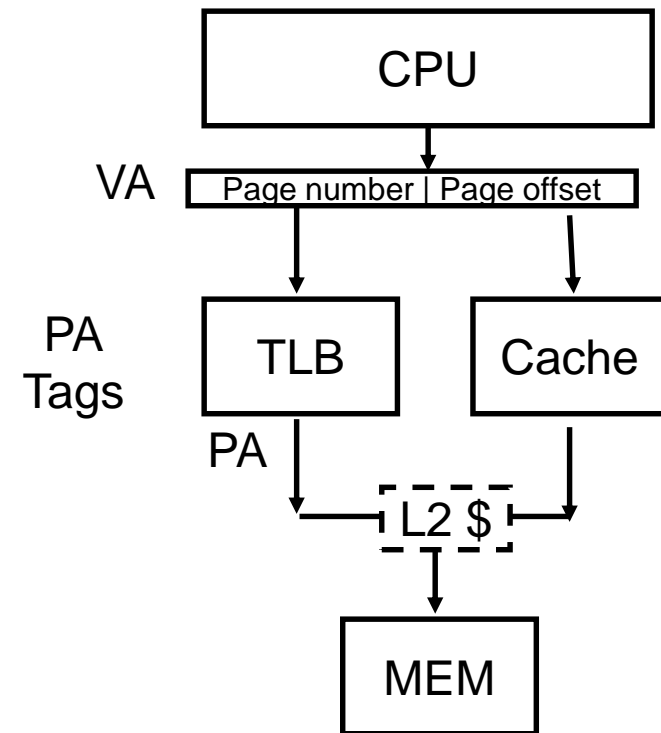 CPU
VA
Page number | Page offset
PA
Tags
TLB
Cache
PA
L2 $
MEM